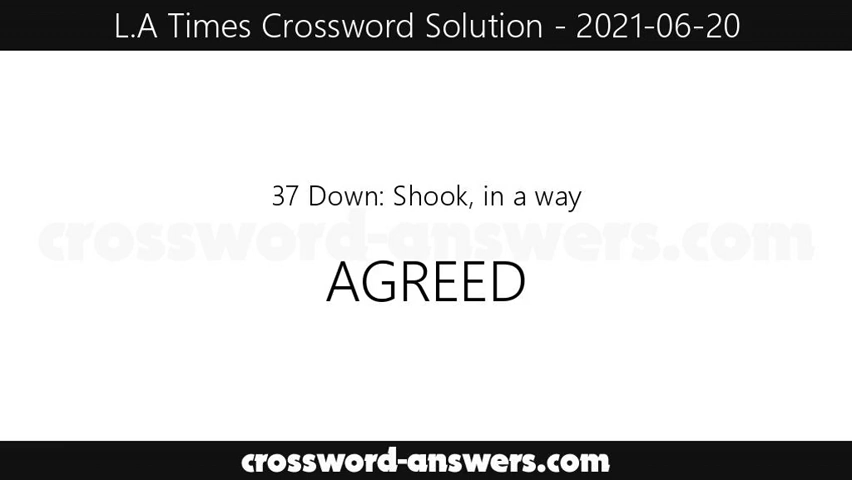 L.A Times Crossword Solution - 2021-06-20
37 Down: Shook, in a way
crossword-answers.com
AGREED
crossword-answers.com